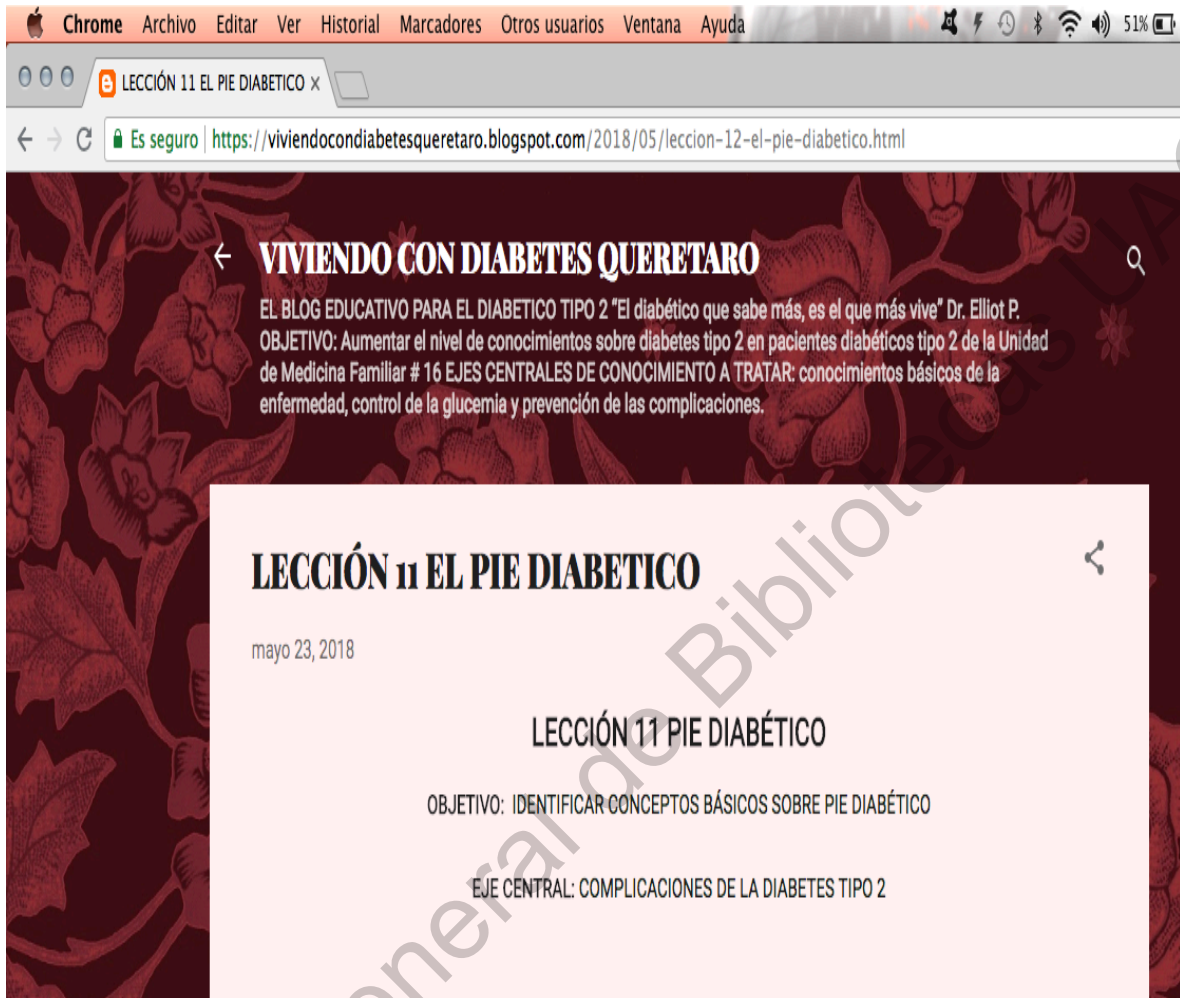 Chrome Archivo Editar Ver Historial Marcadores Otros usuarios Ventana Ayuda 51%
LECCIÓN 11 EL PIE DIABETICO ×
Es seguro https://viviendocondiabetesqueretaro.blogspot.com/2018/05/leccion-12-el-pie-diabetico.html
VIVIENDO CON DIABETES QUERETARO
EL BLOG EDUCATIVO PARA EL DIABETICO TIPO 2 "El diabético que sabe más, es el que más vive" Dr. Elliot P.
OBJETIVO: Aumentar el nivel de conocimientos sobre diabetes tipo 2 en pacientes diabéticos tipo 2 de la Unidad
de Medicina Familiar # 16 EJES CENTRALES DE CONOCIMIENTO A TRATAR: conocimientos básicos de la
enfermedad, control de la glucemia y prevención de las complicaciones.
LECCIÓN 11 EL PIE DIABETICO
mayo 23, 2018
LECCIÓN 11 PIE DIABÉTICO
OBJETIVO: IDENTIFICAR CONCEPTOS BÁSICOS SOBRE PIE DIABÉTICO
EJE CENTRAL: COMPLICACIONES DE LA DIABETES TIPO 2
de Bibliotecas